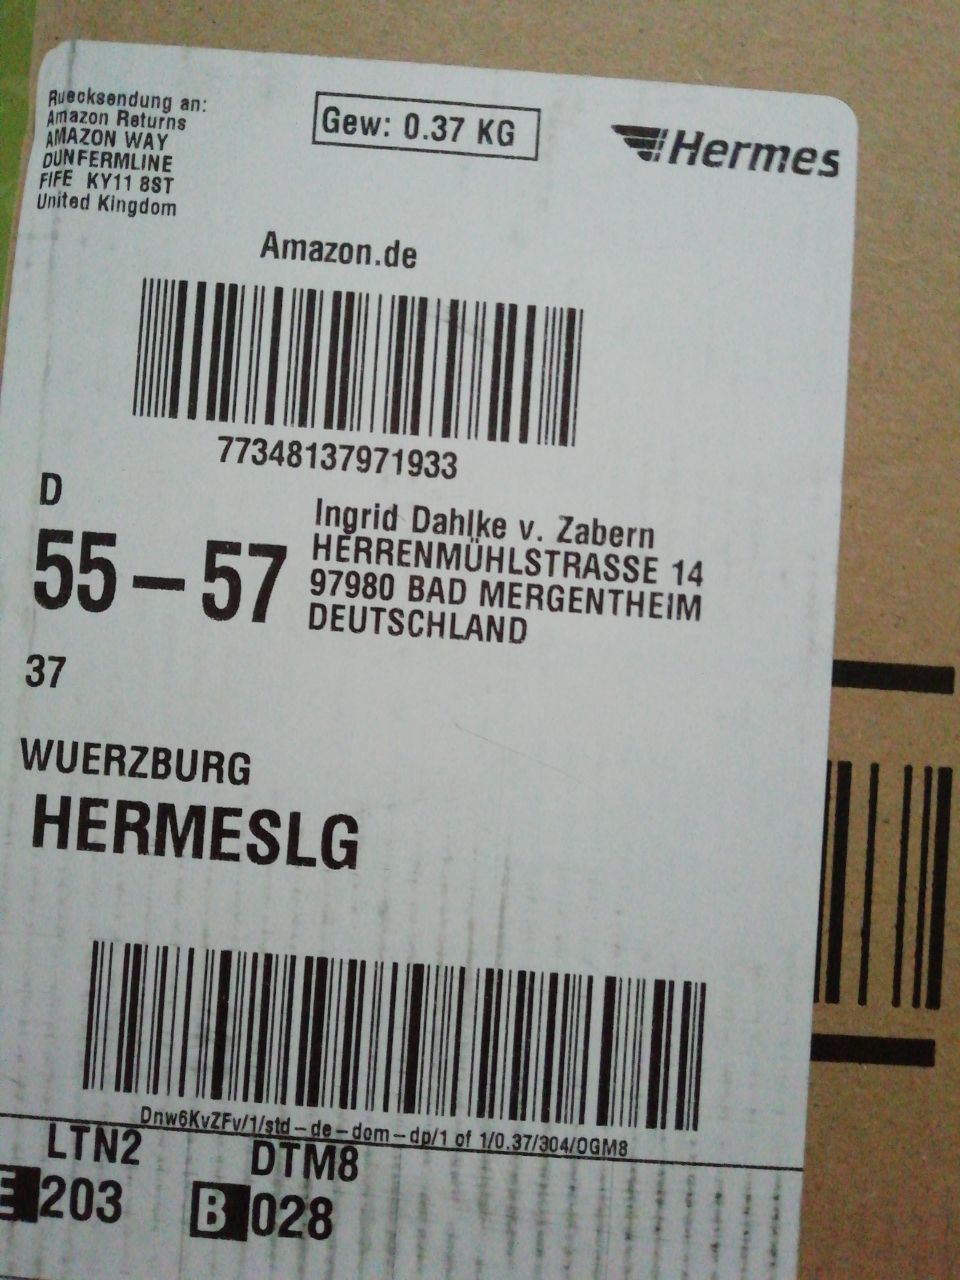 Ruecksendung an:
Amazon Returns
AMAZON WAY
DUNFERMLINE
FIFE KY11 8ST
United Kingdom
Gew: 0.37 KG
Hermes
Amazon.de
77348137971933
D
55-57
37
Ingrid Dahlke v. Zabern
HERRENMÜHLSTRASSE 14
97980 BAD MERGENTHEIM
DEUTSCHLAND
WUERZBURG
HERMESLG
Dnw6KvZFv/1/std-de-dom-dp/1 of 1/0.37/304/OGM8
LTN2 DTM8
E 203 B 028